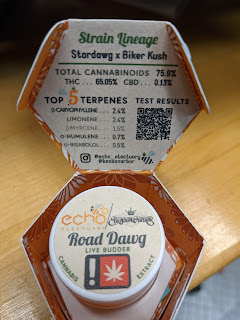 Strain Lineage
Stardawg x Biker Kush
TOTAL CANNABINOIDS 75.9%
THC ..... 65.05% CBD ... 0.13%
TOP 5 TERPENES
TEST RESULTS
β-CARYOPHYLLENE .. 2.4%
LIMONENE .... 2.4%
β-MYRCENE .... 1.5%
α-HUMULENE .... 0.7%
α-BISABOLOL ... 0.5%
@echo_electuary
echo
ELECTUARY
Road Dawg
LIVE BUDDER
CANNABIS
EXTRACT